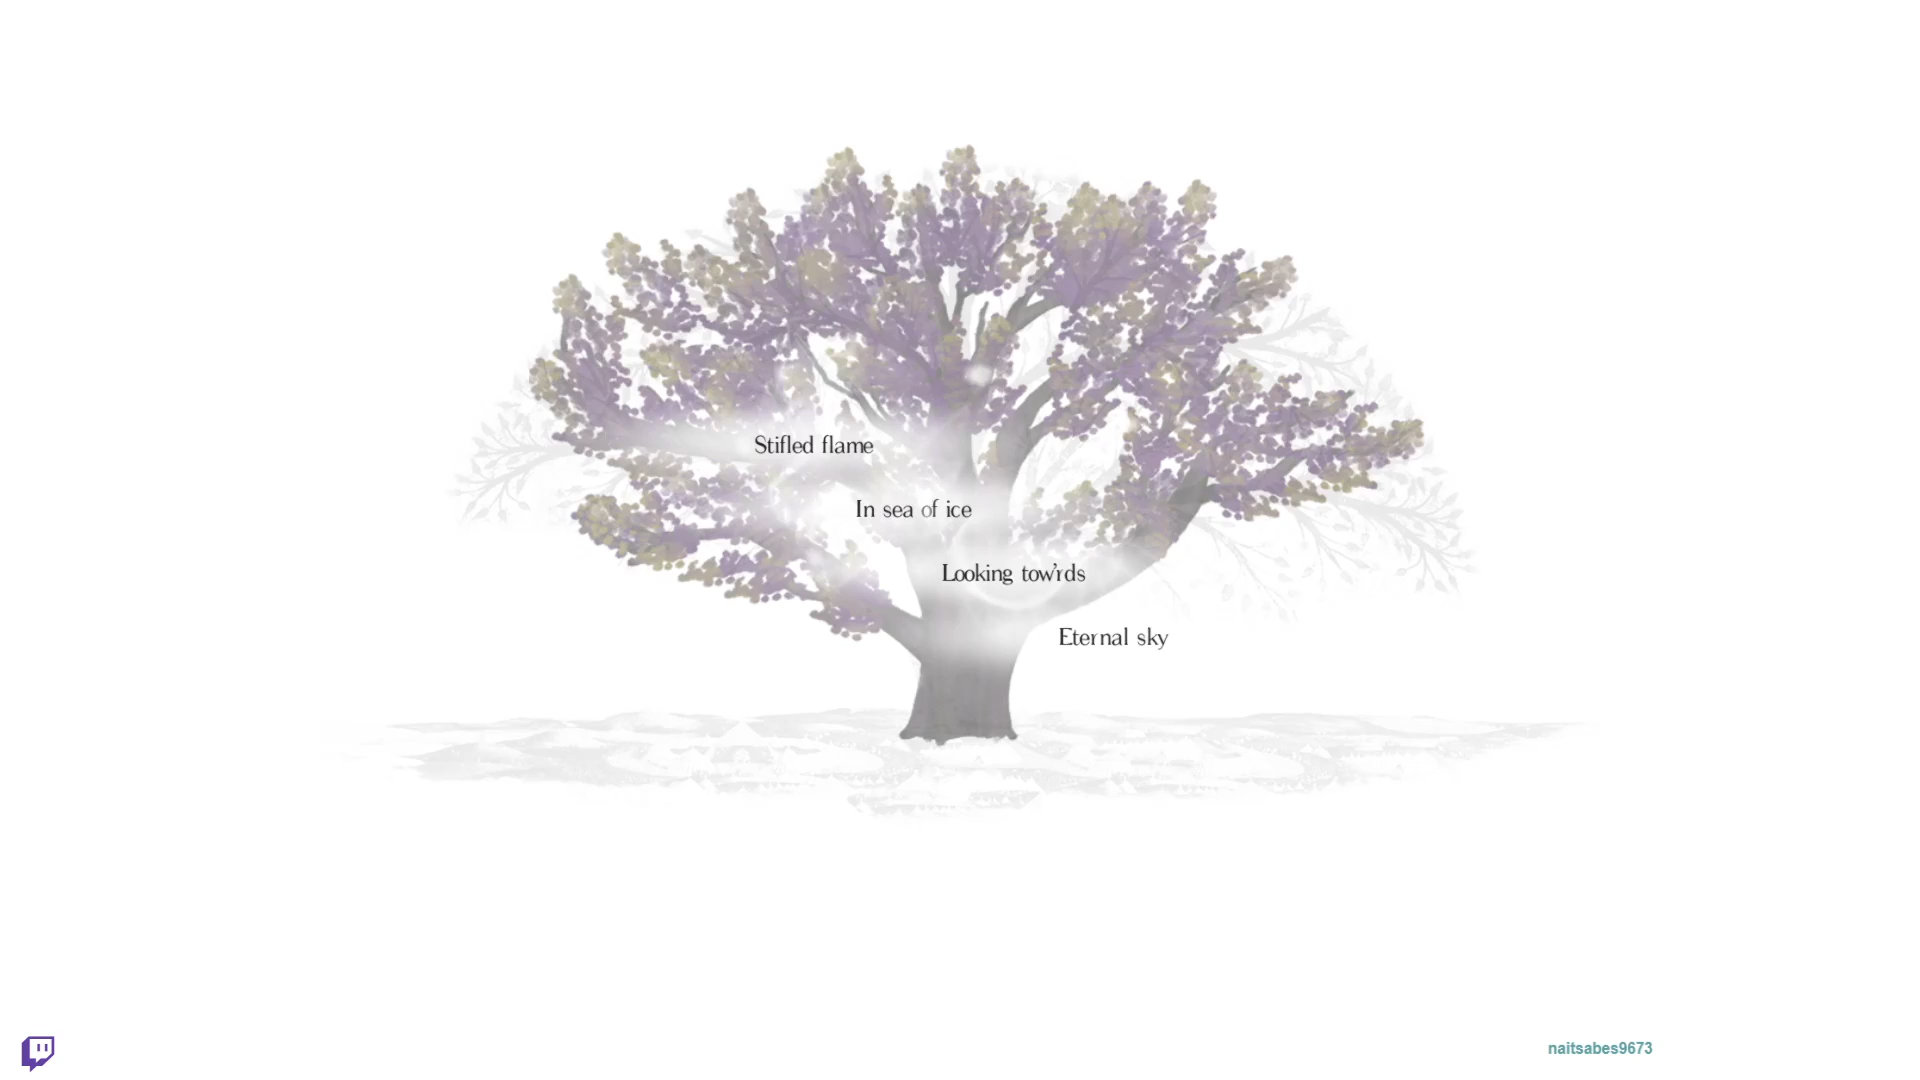 Stifled flame
In sea of ice
Looking tow'rds
Eternal sky
naitsabes9673